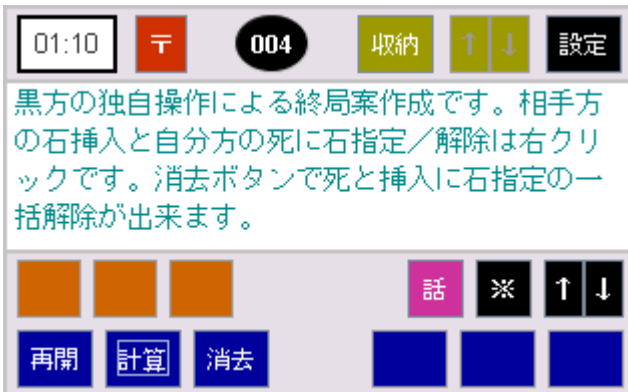 01:10 〒 004 収納 ↑ ↓ 設定
黒方の独自操作による終局案作成です。相手方
の石挿入と自分方の死に石指定／解除は右クリ
ックです。消去ボタンで死と挿入に石指定の一
括解除が出来ます。
話 ※ ↑ ↓
再開 計算 消去